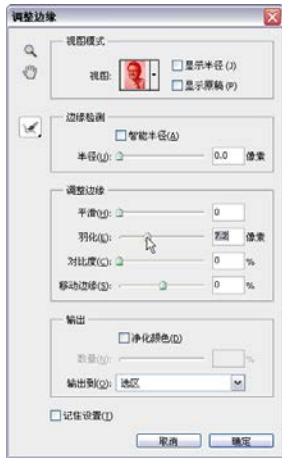 调整边缘
视图模式
视图:
显示半径 (J)
显示原稿 (P)
边缘检测
智能半径(A)
半径(U): 0.0 像素
调整边缘
平滑(H): 0
羽化(E): 像素
对比度(C): 0 %
移动边缘(S): 0 %
输出
净化颜色(D)
数量(N): %
输出到(O): 选区
记住设置(T)
取消 确定